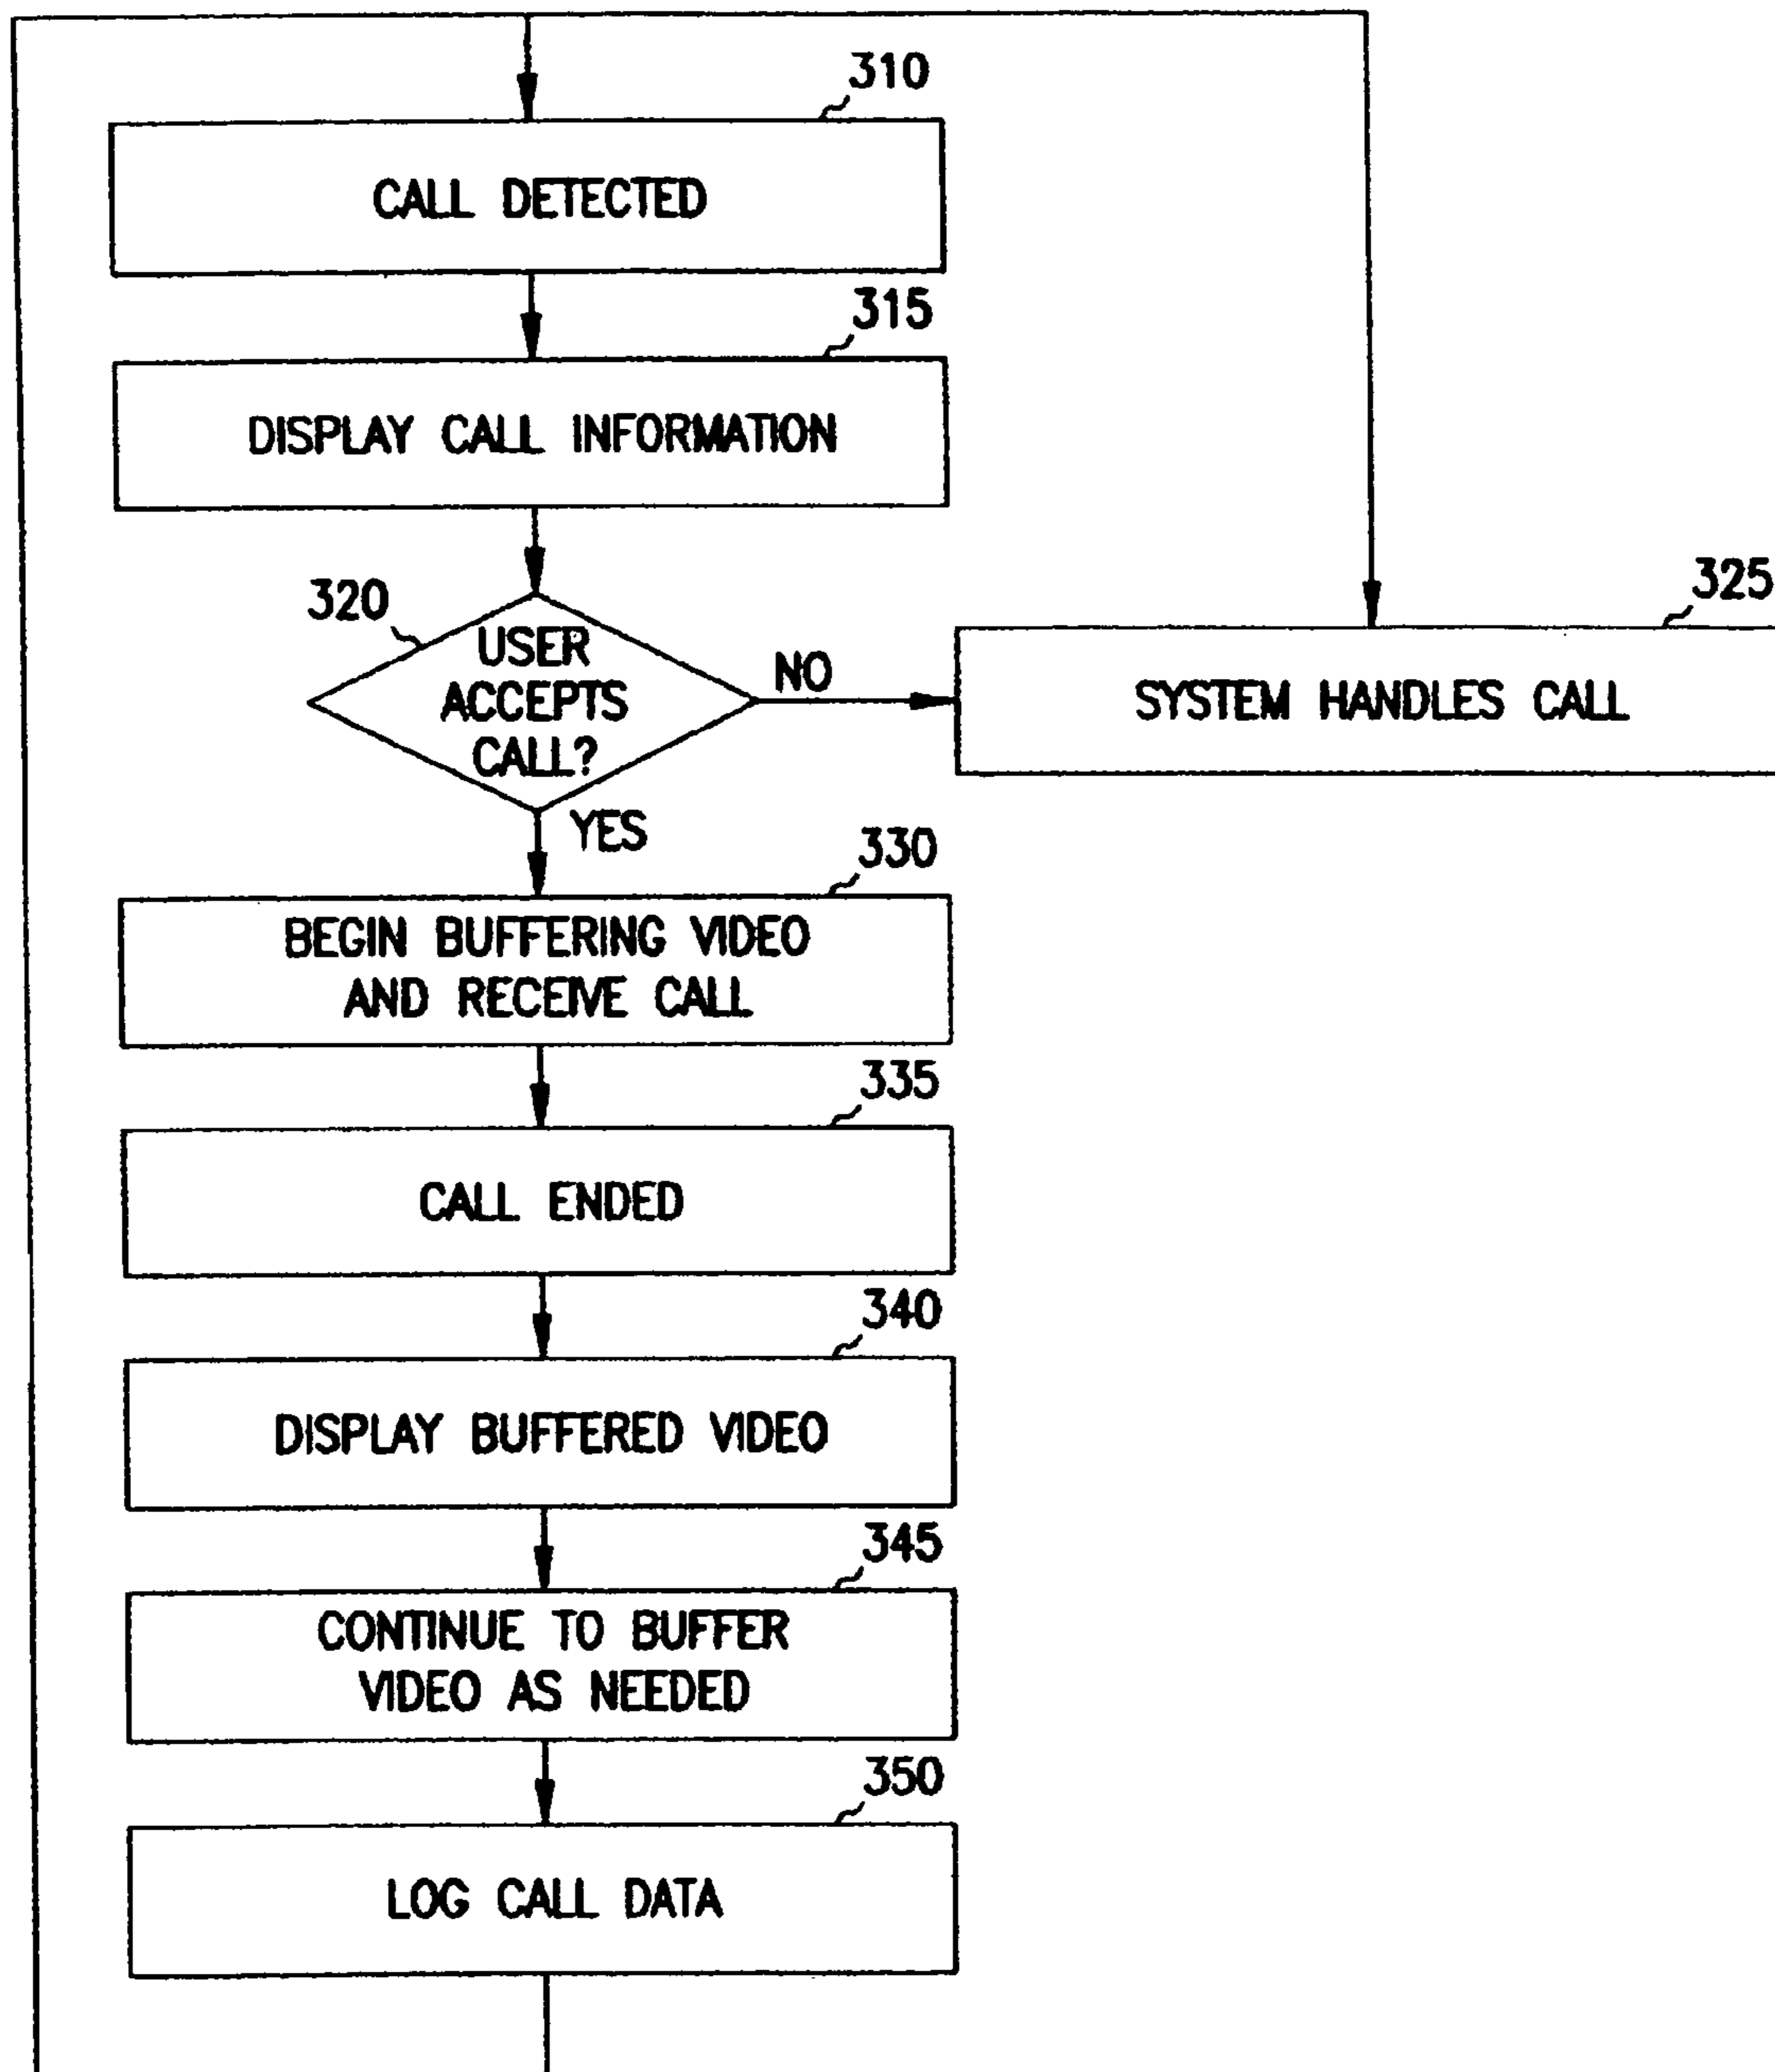 310
CALL DETECTED
315
DISPLAY CALL INFORMATION
320
USER
ACCEPTS
CALL?
NO
325
SYSTEM HANDLES CALL
YES
330
BEGIN BUFFERING VIDEO
AND RECEIVE CALL
335
CALL ENDED
340
DISPLAY BUFFERED VIDEO
345
CONTINUE TO BUFFER
VIDEO AS NEEDED
350
LOG CALL DATA